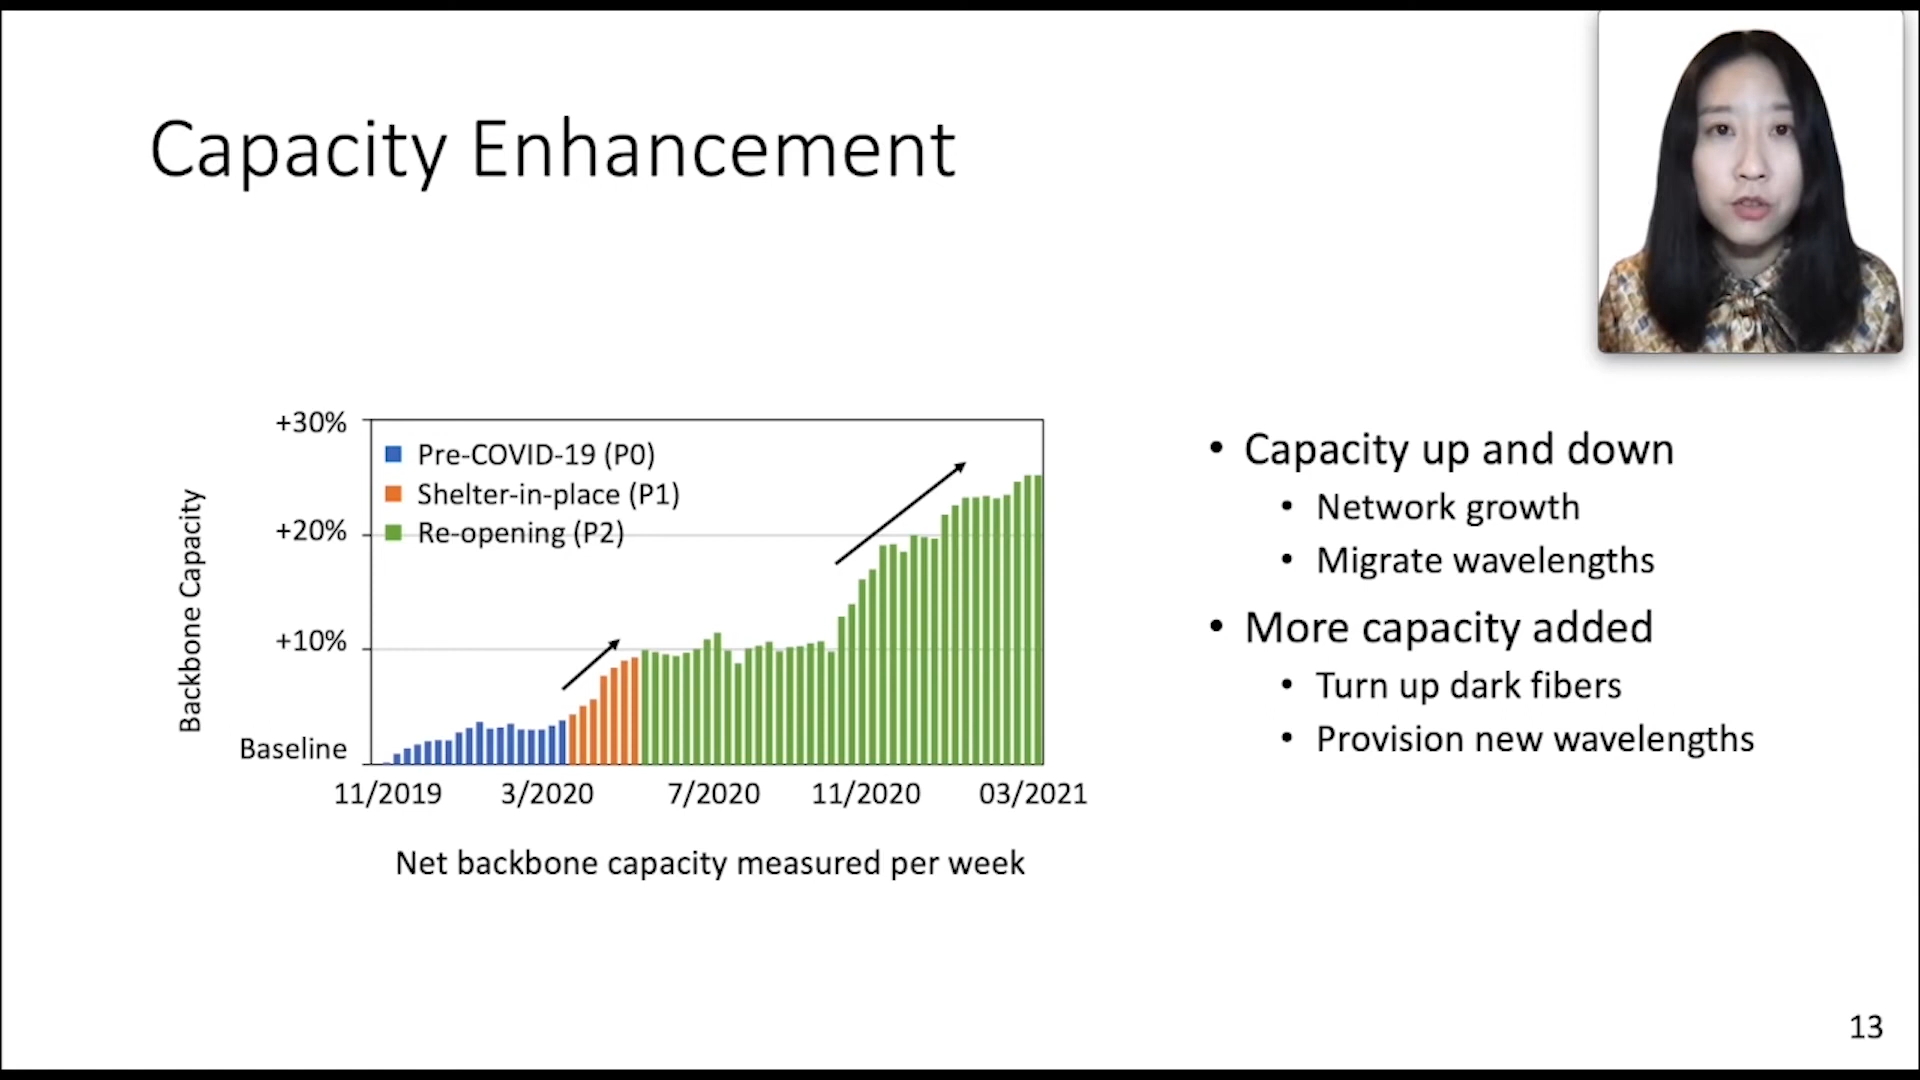 Capacity Enhancement
+30%
+20%
+10%
Baseline
Backbone Capacity
Pre-COVID-19 (P0)
Shelter-in-place (P1)
Re-opening (P2)
11/2019
3/2020
7/2020
11/2020
03/2021
Net backbone capacity measured per week
• Capacity up and down
• Network growth
• Migrate wavelengths
• More capacity added
• Turn up dark fibers
• Provision new wavelengths
13